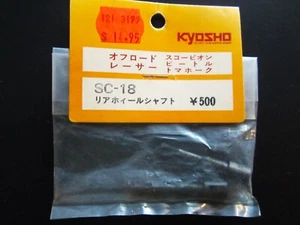 KYOSHO
$ 14.95
オフロード スコーピオン
レーサー ビートル
トマホーク
SC-18
リアホイールシャフト ¥500